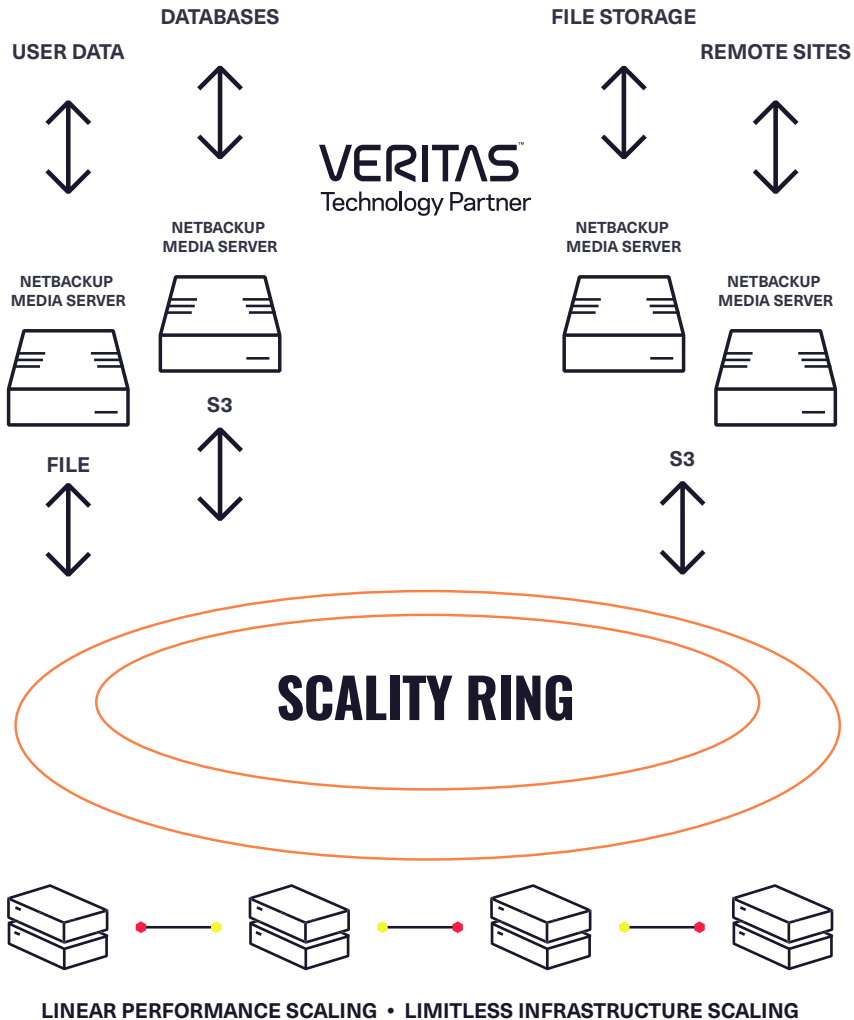 DATABASES
FILE STORAGE
USER DATA
REMOTE SITES
VERITAS™
Technology Partner
NETBACKUP
MEDIA SERVER
NETBACKUP
MEDIA SERVER
NETBACKUP
MEDIA SERVER
NETBACKUP
MEDIA SERVER
S3
FILE
S3
SCALITY RING
LINEAR PERFORMANCE SCALING • LIMITLESS INFRASTRUCTURE SCALING